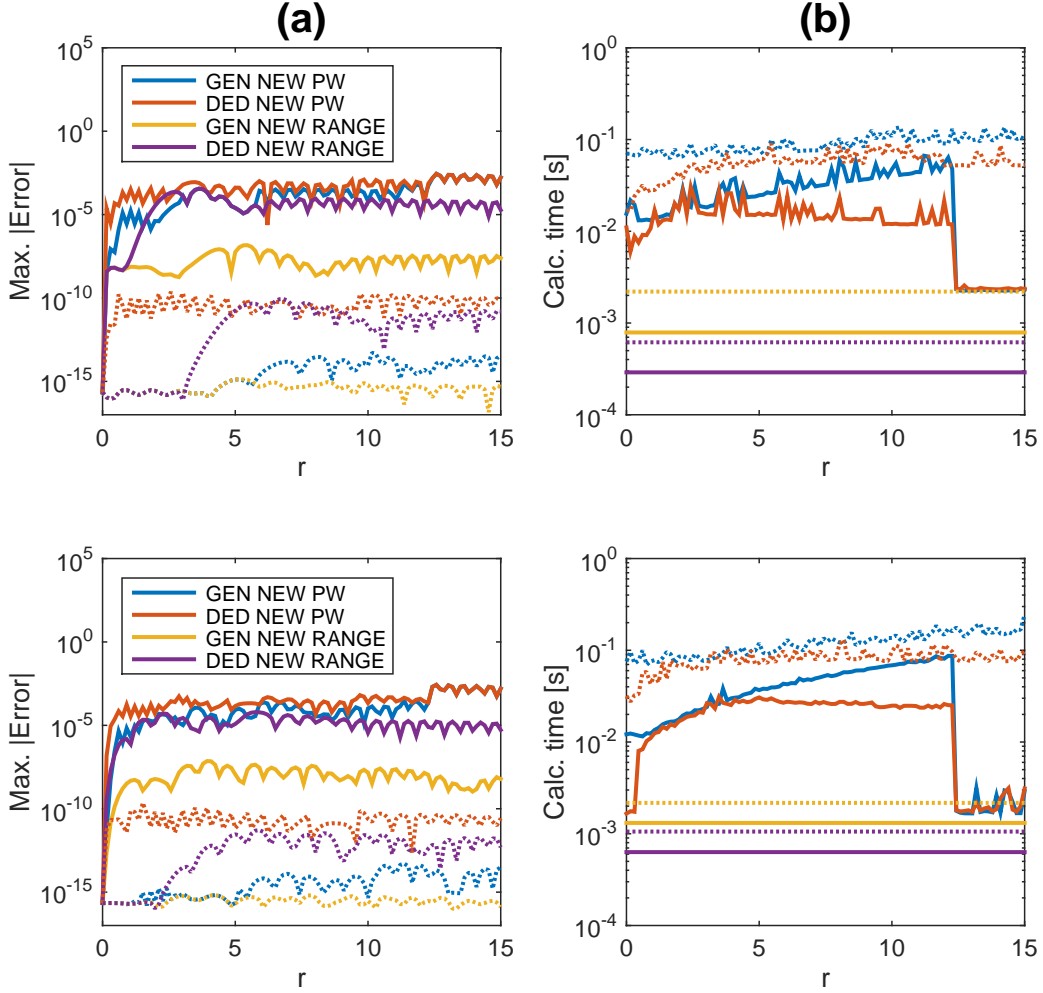 (a)
(b)
Max. |Error|
10^5
10^0
10^-5
10^-10
10^-15
GEN NEW PW
DED NEW PW
GEN NEW RANGE
DED NEW RANGE
0 5 10 15
r
Calc. time [s]
10^0
10^-1
10^-2
10^-3
10^-4
0 5 10 15
r
Max. |Error|
10^5
10^0
10^-5
10^-10
10^-15
GEN NEW PW
DED NEW PW
GEN NEW RANGE
DED NEW RANGE
0 5 10 15
r
Calc. time [s]
10^0
10^-1
10^-2
10^-3
10^-4
0 5 10 15
r